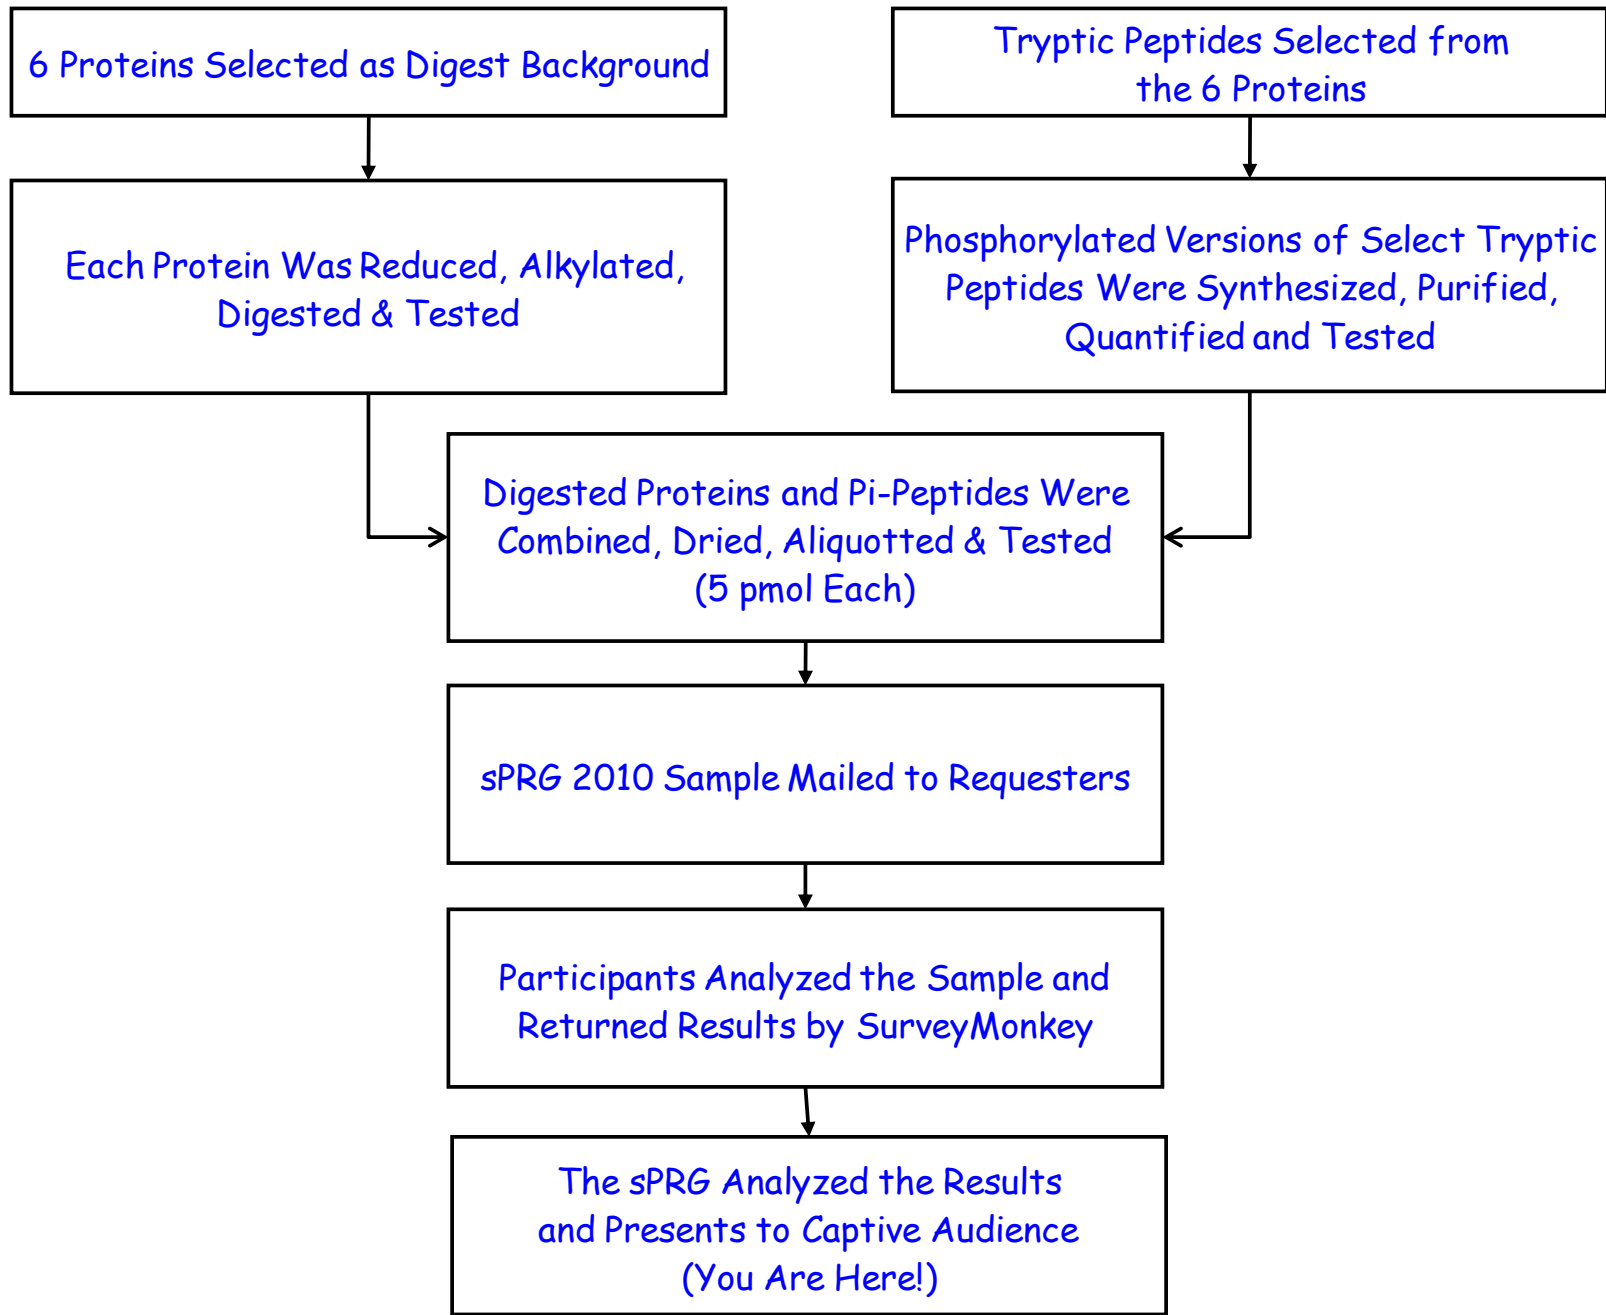 6 Proteins Selected as Digest Background
Tryptic Peptides Selected from
the 6 Proteins
Each Protein Was Reduced, Alkylated,
Digested & Tested
Phosphorylated Versions of Select Tryptic
Peptides Were Synthesized, Purified,
Quantified and Tested
Digested Proteins and Pi-Peptides Were
Combined, Dried, Aliquotted & Tested
(5 pmol Each)
sPRG 2010 Sample Mailed to Requesters
Participants Analyzed the Sample and
Returned Results by SurveyMonkey
The sPRG Analyzed the Results
and Presents to Captive Audience
(You Are Here!)